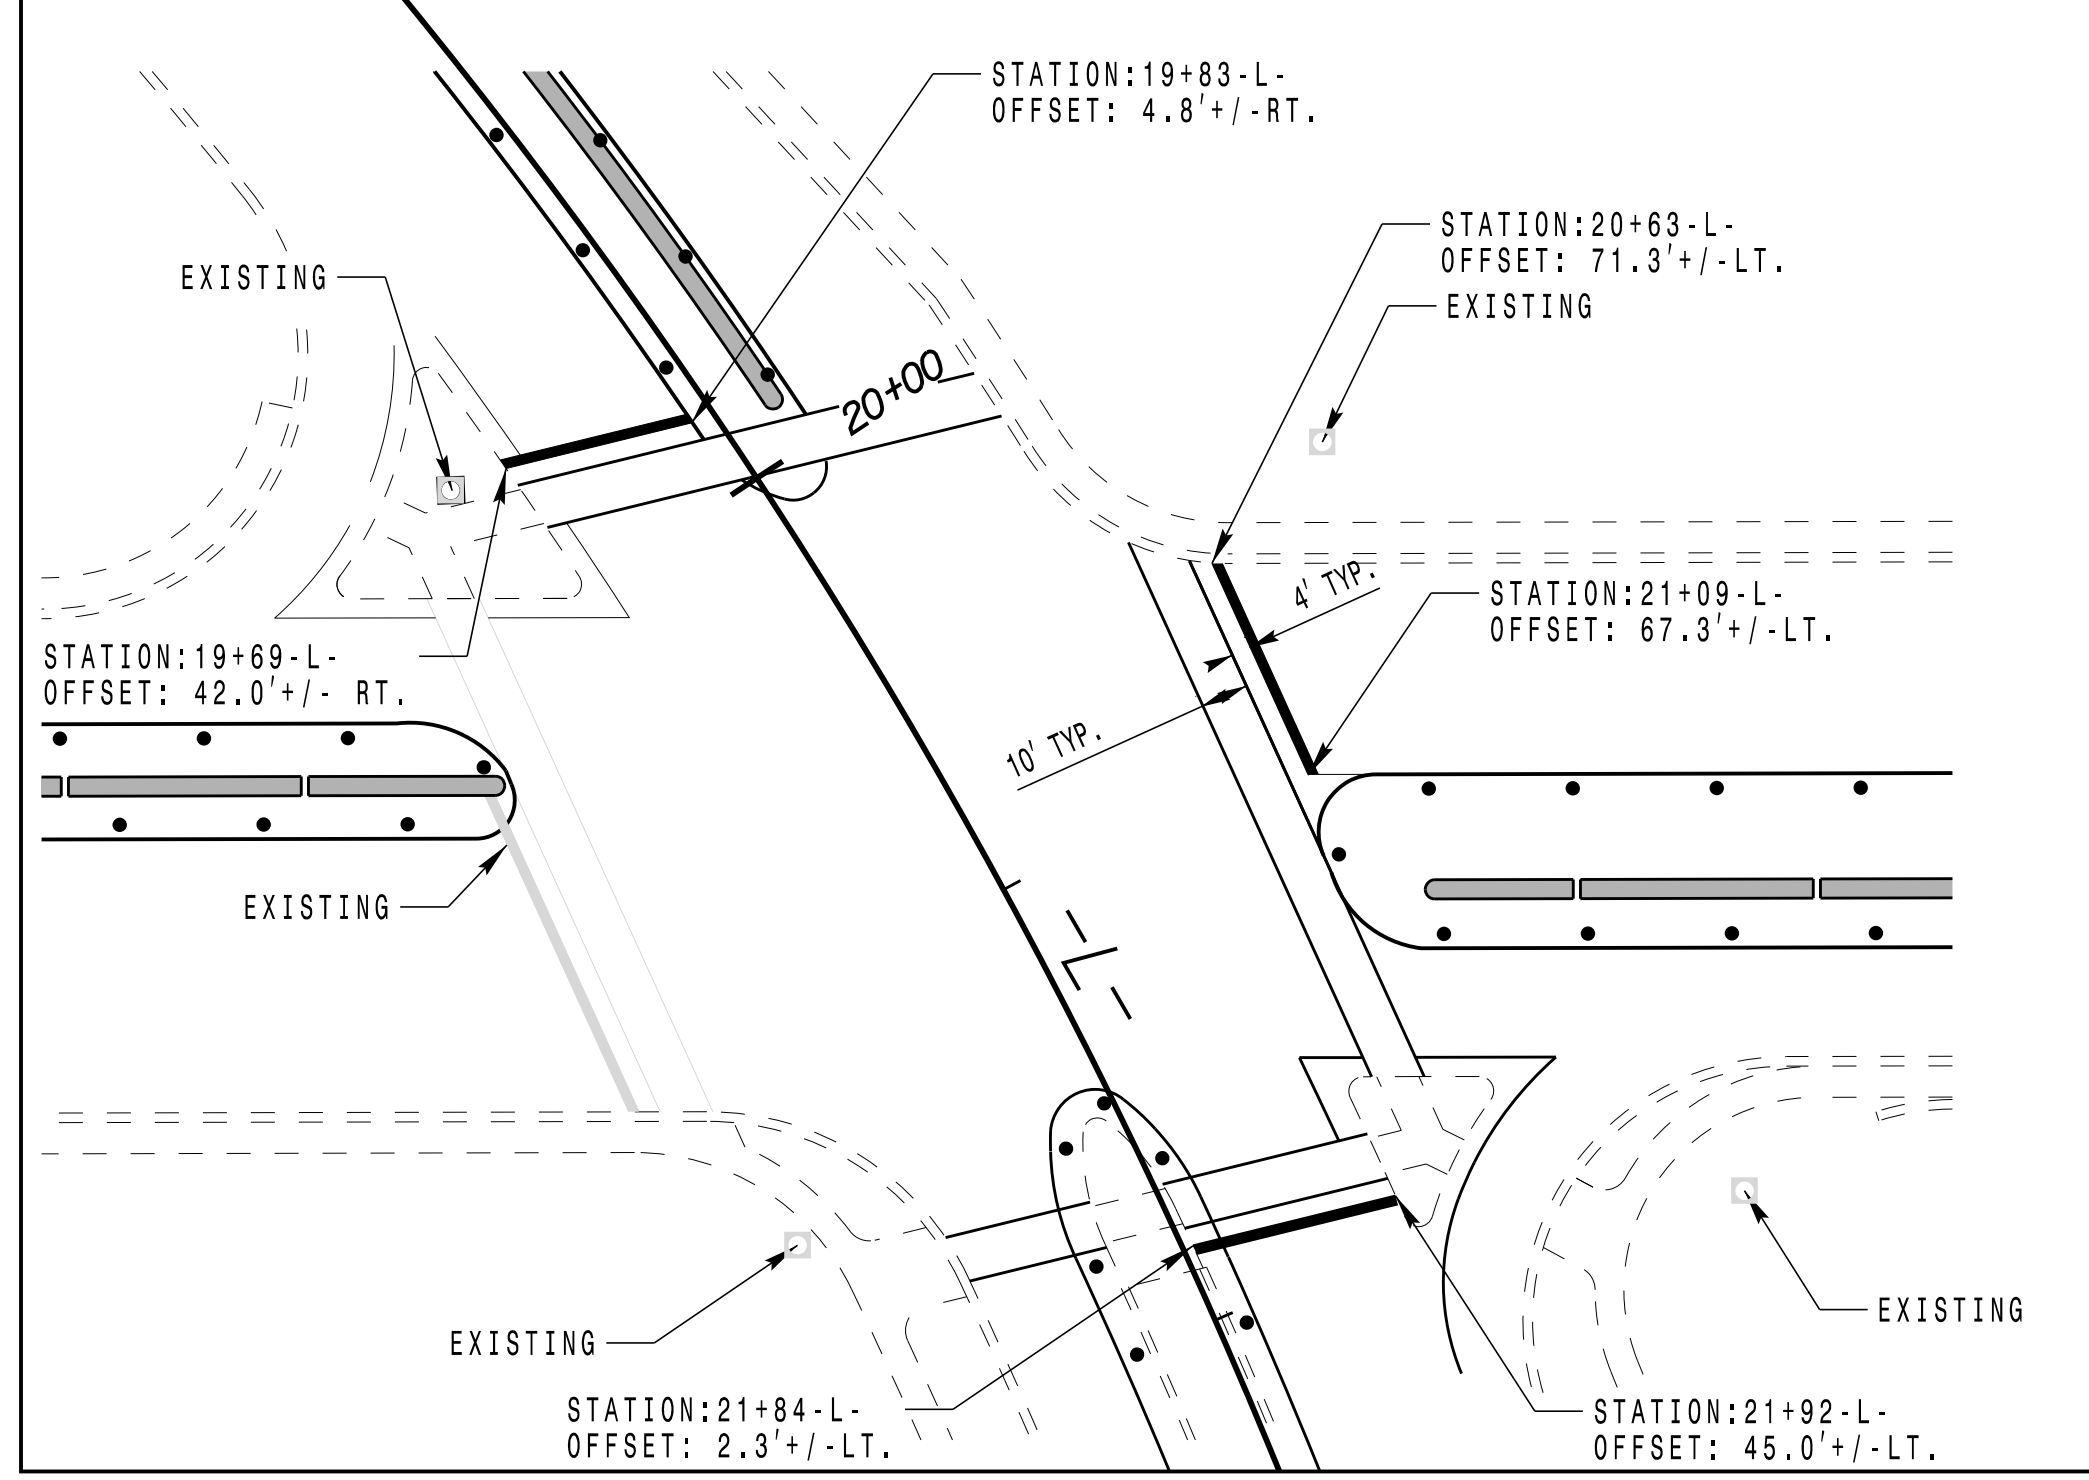 STATION:19+83-L-
OFFSET: 4.8'+/-RT.
STATION:20+63-L-
OFFSET: 71.3'+/-LT.
EXISTING
EXISTING
20+00
4' TYP.
STATION:21+09-L-
OFFSET: 67.3'+/-LT.
STATION:19+69-L-
OFFSET: 42.0'+/- RT.
10' TYP.
EXISTING
L
EXISTING
EXISTING
STATION:21+84-L-
OFFSET: 2.3'+/-LT.
STATION:21+92-L-
OFFSET: 45.0'+/-LT.